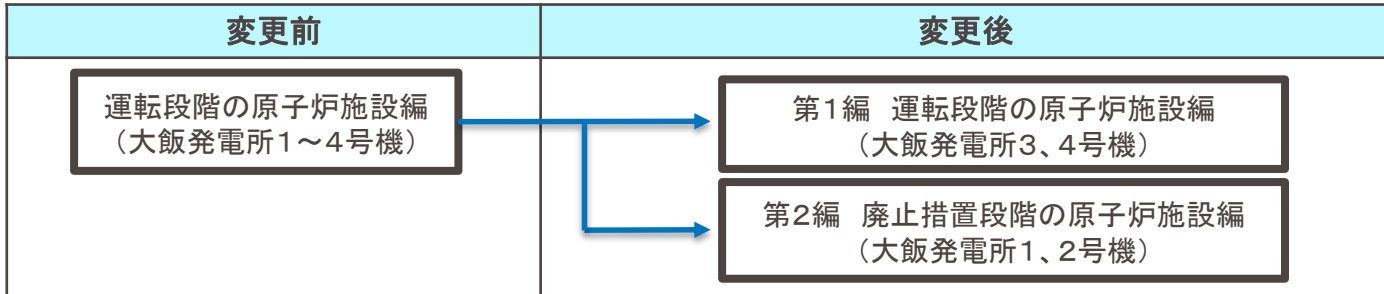 変更前
変更後
運転段階の原子炉施設編
(大飯発電所1~4号機)
第1編 運転段階の原子炉施設編
(大飯発電所3、4号機)
第2編 廃止措置段階の原子炉施設編
(大飯発電所1、2号機)